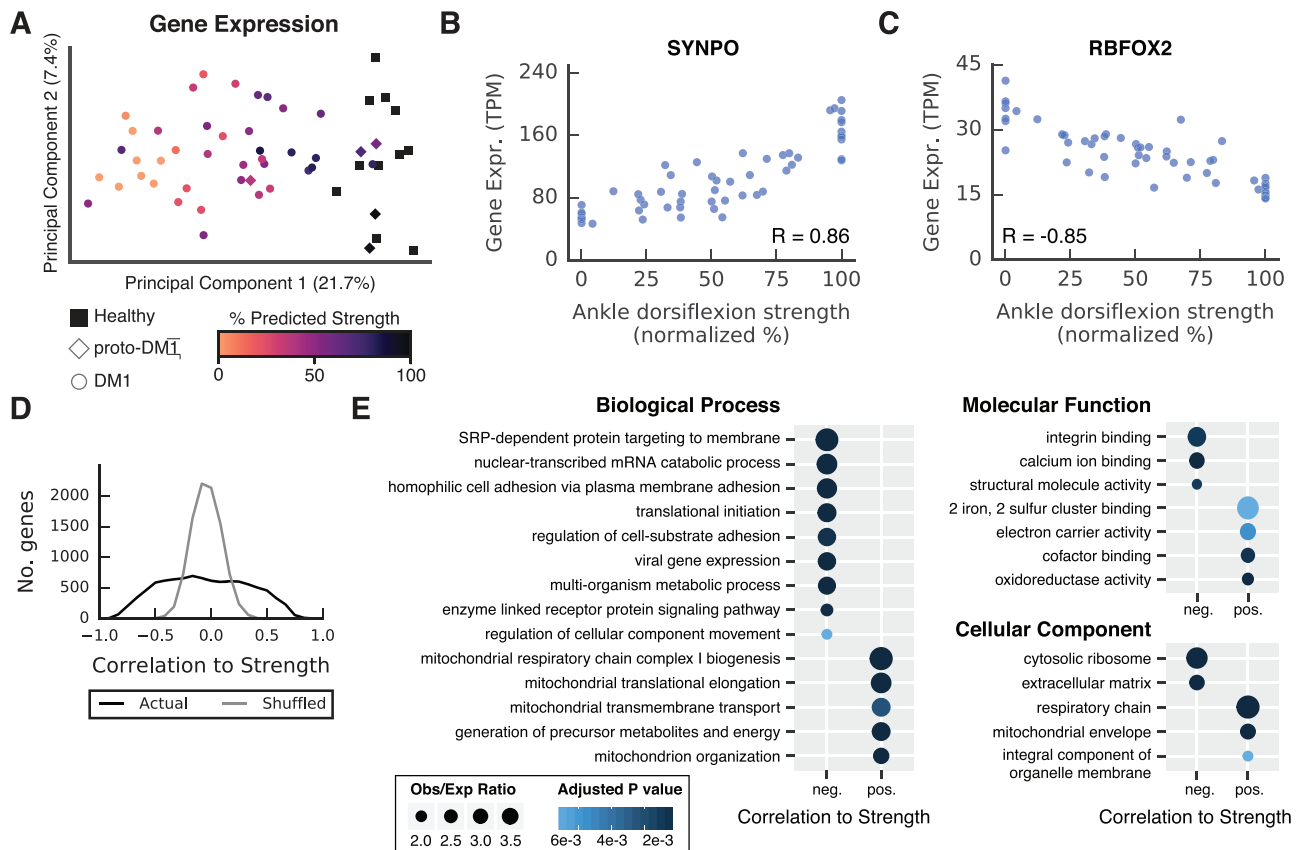 A
Gene Expression
Principal Component 2 (7.4%)
Principal Component 1 (21.7%)
Healthy
proto-DM1
DM1
% Predicted Strength
0 50 100
B
SYNPO
Gene Expr. (TPM)
240
160
80
0
R = 0.86
0 25 50 75 100
Ankle dorsiflexion strength
(normalized %)
C
RBFOX2
Gene Expr. (TPM)
45
30
15
0
R = -0.85
0 25 50 75 100
Ankle dorsiflexion strength
(normalized %)
D
No. genes
2000
1500
1000
500
0
−1.0 −0.5 0.0 0.5 1.0
Correlation to Strength
Actual Shuffled
E
Biological Process
SRP-dependent protein targeting to membrane
nuclear-transcribed mRNA catabolic process
homophilic cell adhesion via plasma membrane adhesion
translational initiation
regulation of cell-substrate adhesion
viral gene expression
multi-organism metabolic process
enzyme linked receptor protein signaling pathway
regulation of cellular component movement
mitochondrial respiratory chain complex I biogenesis
mitochondrial translational elongation
mitochondrial transmembrane transport
generation of precursor metabolites and energy
mitochondrion organization
neg. pos.
Correlation to Strength
Obs/Exp Ratio
2.0 2.5 3.0 3.5
Adjusted P value
6e-3 4e-3 2e-3
Molecular Function
integrin binding
calcium ion binding
structural molecule activity
2 iron, 2 sulfur cluster binding
electron carrier activity
cofactor binding
oxidoreductase activity
neg. pos.
Cellular Component
cytosolic ribosome
extracellular matrix
respiratory chain
mitochondrial envelope
integral component of
organelle membrane
neg. pos.
Correlation to Strength